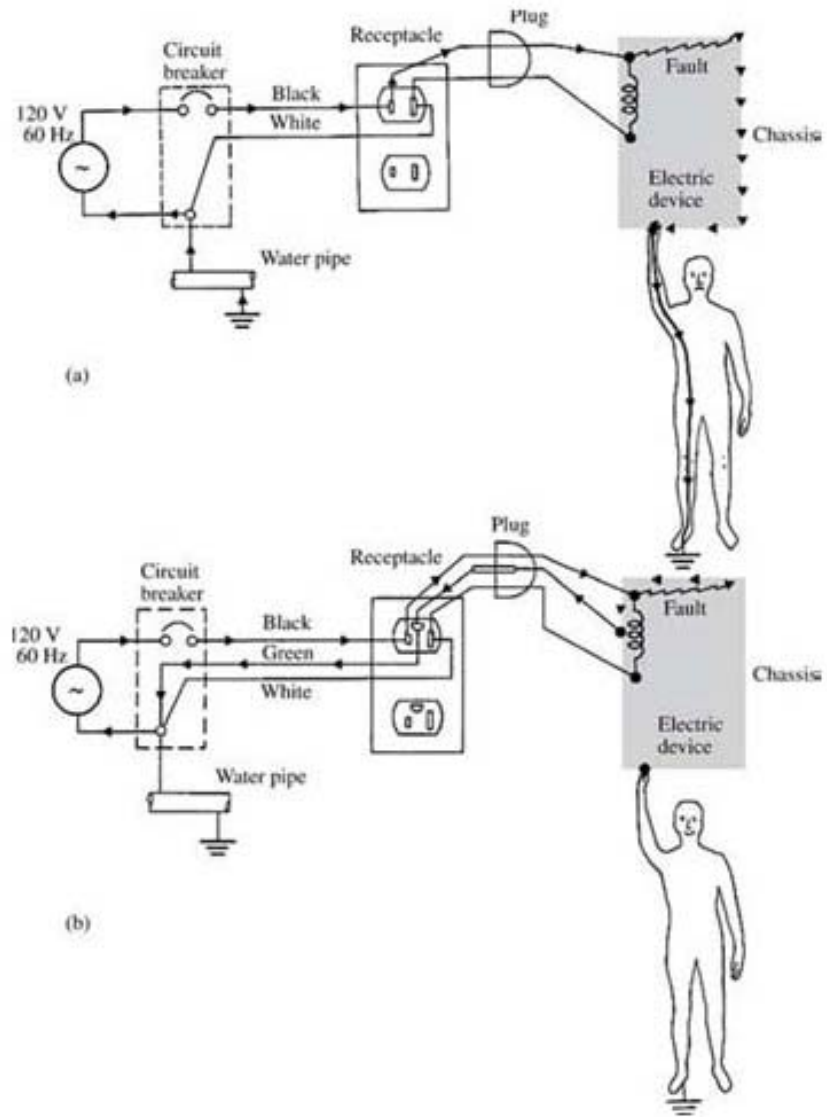 Plug
Receptacle
Circuit
breaker
Fault
Black
120 V
60 Hz
White
~
Chassis
Electric
device
Water pipe
(a)
Plug
Receptacle
Circuit
breaker
Fault
Black
120 V
60 Hz
Green
~
White
Chassis
Electric
device
Water pipe
(b)